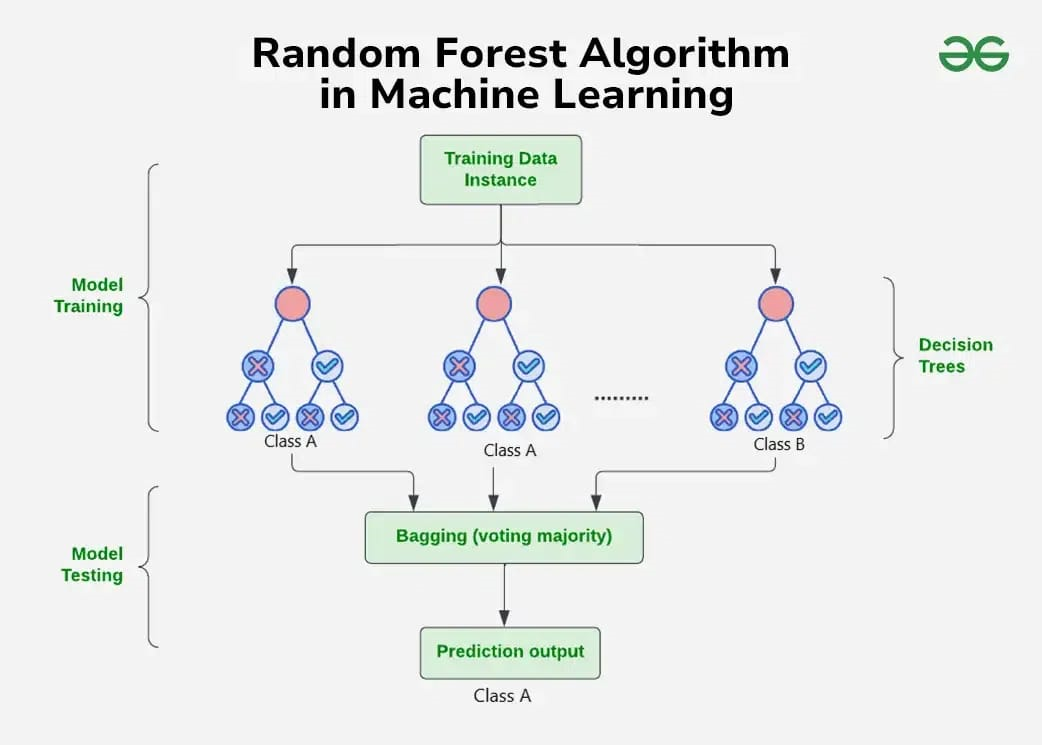 Random Forest Algorithm
in Machine Learning
Training Data
Instance
Model
Training
Decision
Trees
.........
Class A
Class A
Class B
Bagging (voting majority)
Model
Testing
Prediction output
Class A